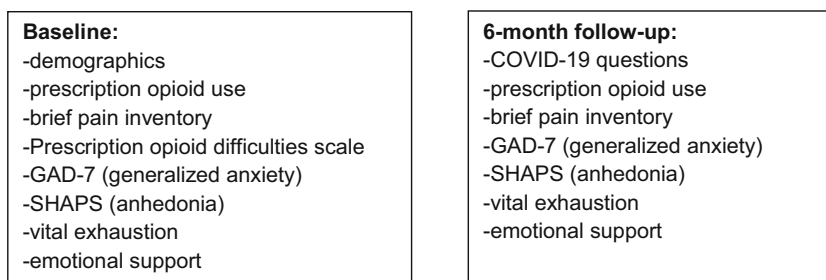 Baseline:
-demographics
-prescription opioid use
-brief pain inventory
-Prescription opioid difficulties scale
-GAD-7 (generalized anxiety)
-SHAPS (anhedonia)
-vital exhaustion
-emotional support
6-month follow-up:
-COVID-19 questions
-prescription opioid use
-brief pain inventory
-GAD-7 (generalized anxiety)
-SHAPS (anhedonia)
-vital exhaustion
-emotional support